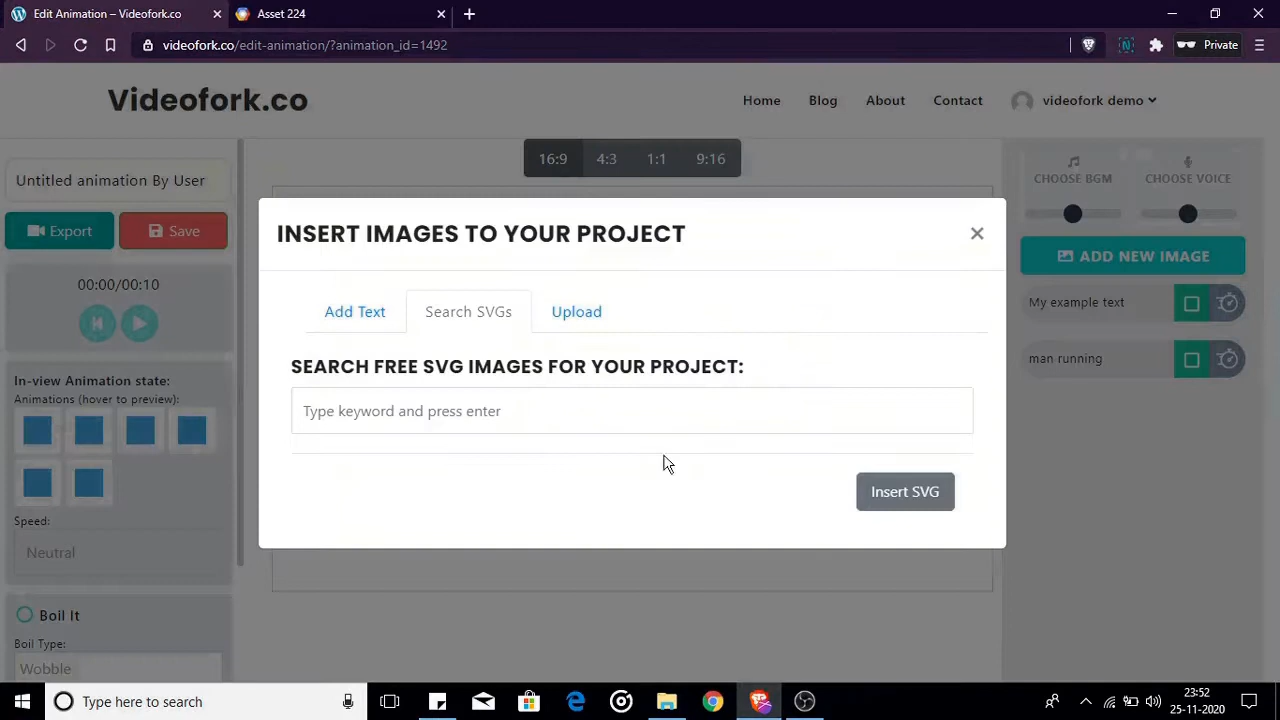 Edit Animation – Videofork.co
Asset 224
videofork.co/edit-animation/?animation_id=1492
Private
Videofork.co
Home
Blog
About
Contact
videofork demo
Untitled animation By User
Export
Save
00:00/00:10
In-view Animation state:
Animations (hover to preview):
Speed:
Neutral
Boil It
Boil Type:
Wobble
16:9
4:3
1:1
9:16
INSERT IMAGES TO YOUR PROJECT
×
Add Text
Search SVGs
Upload
SEARCH FREE SVG IMAGES FOR YOUR PROJECT:
Type keyword and press enter
Insert SVG
CHOOSE BGM
CHOOSE VOICE
ADD NEW IMAGE
My example text
man running
Type here to search
23:52
25-11-2020